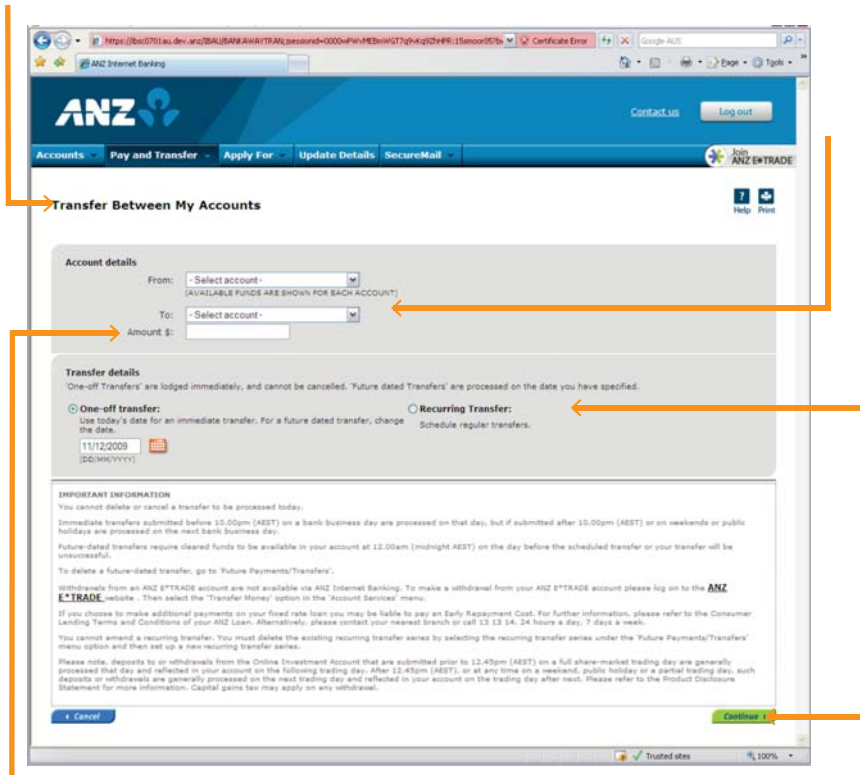 https://ibsc0701au.dev.anz/IBAU/BANKAWAYTRAN;
Certificate Error
Google AUS
ANZ Internet Banking
Page
Tools
ANZ
Contact us
Log out
Accounts
Pay and Transfer
Apply For
Update Details
SecureMail
Join
ANZ E*TRADE
Transfer Between My Accounts
?
Help Print
Account details
From:
- Select account -
(AVAILABLE FUNDS ARE SHOWN FOR EACH ACCOUNT)
To:
- Select account -
Amount $:
Transfer details
'One-off Transfers' are lodged immediately, and cannot be cancelled. 'Future dated Transfers' are processed on the date you have specified.
One-off transfer:
Use today's date for an immediate transfer. For a future dated transfer, change
the date.
11/12/2009
(DD/MM/YYYY)
Recurring Transfer:
Schedule regular transfers.
IMPORTANT INFORMATION
You cannot delete or cancel a transfer to be processed today.
Immediate transfers submitted before 10.00pm (AEST) on a bank business day are processed on that day, but if submitted after 10.00pm (AEST) or on weekends or public
holidays are processed on the next bank business day.
Future-dated transfers require cleared funds to be available in your account at 12.00am (midnight AEST) on the day before the scheduled transfer or your transfer will be
unsuccessful.
To delete a future-dated transfer, go to 'Future Payments/Transfers'.
Withdrawals from an ANZ E*TRADE account are not available via ANZ Internet Banking. To make a withdrawal from your ANZ E*TRADE account please log on to the ANZ
E*TRADE website . Then select the 'Transfer Money' option in the 'Account Services' menu.
If you choose to make additional payments on your fixed rate loan you may be liable to pay an Early Repayment Cost. For further information, please refer to the Consumer
Lending Terms and Conditions of your ANZ Loan. Alternatively, please contact your nearest branch or call 13 13 14, 24 hours a day, 7 days a week.
You cannot amend a recurring transfer. You must delete the existing recurring transfer series by selecting the recurring transfer series under the 'Future Payments/Transfers'
menu option and then set up a new recurring transfer series.
Please note, deposits to or withdrawals from the Online Investment Account that are submitted prior to 12.45pm (AEST) on a full share-market trading day are generally
processed that day and reflected in your account on the following trading day. After 12.45pm (AEST), or at any time on a weekend, public holiday or a partial trading day, such
deposits or withdrawals are generally processed on the next trading day and reflected in your account on the trading day after next. Please refer to the Product Disclosure
Statement for more information. Capital gains tax may apply on any withdrawal.
Cancel
Continue
Trusted sites
100%